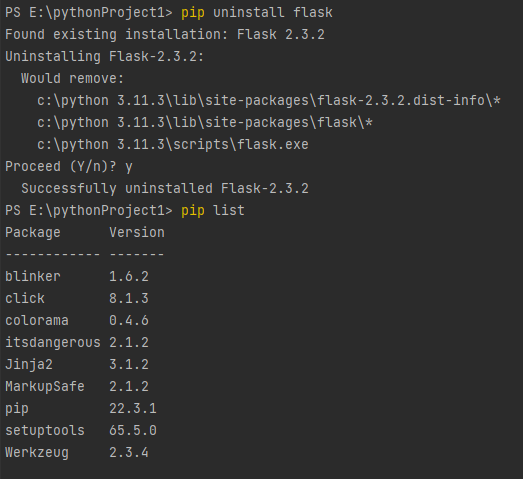 PS E:\pythonProject1> pip uninstall flask
Found existing installation: Flask 2.3.2
Uninstalling Flask-2.3.2:
  Would remove:
    c:\python 3.11.3\lib\site-packages\flask-2.3.2.dist-info\*
    c:\python 3.11.3\lib\site-packages\flask\*
    c:\python 3.11.3\scripts\flask.exe
Proceed (Y/n)? y
  Successfully uninstalled Flask-2.3.2
PS E:\pythonProject1> pip list
Package      Version
------------ -------
blinker      1.6.2
click        8.1.3
colorama     0.4.6
itsdangerous 2.1.2
Jinja2       3.1.2
MarkupSafe   2.1.2
pip          22.3.1
setuptools   65.5.0
Werkzeug     2.3.4